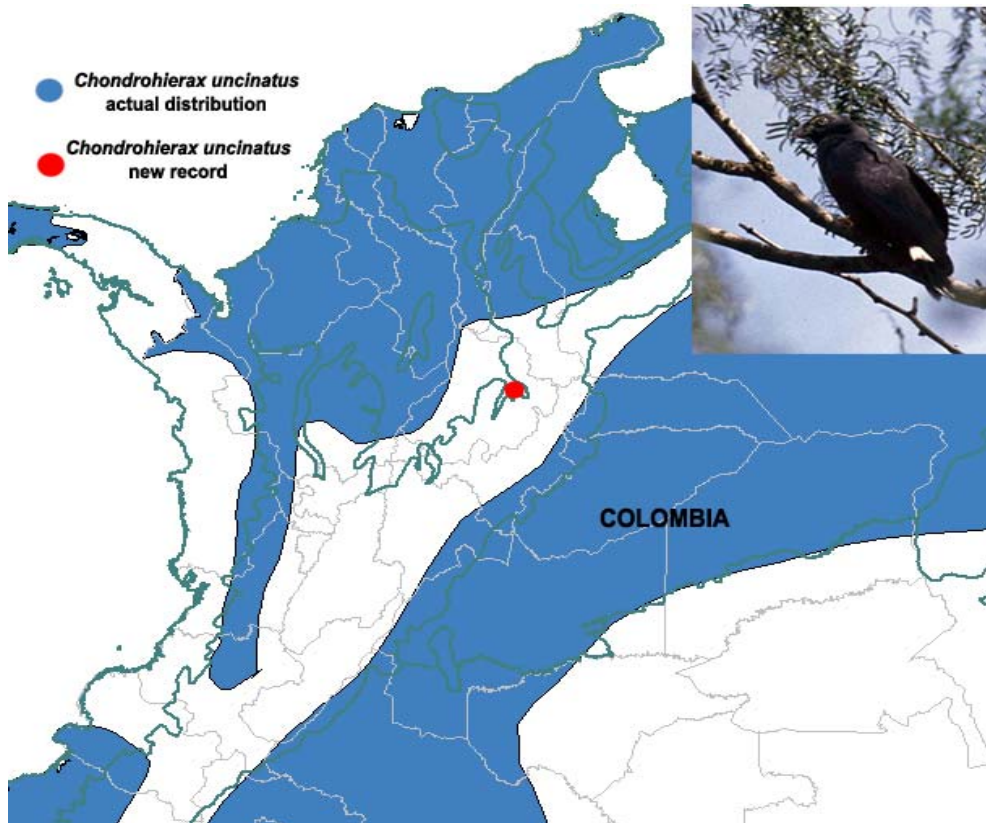 Chondrohierax uncinatus
actual distribution
Chondrohierax uncinatus
new record
COLOMBIA